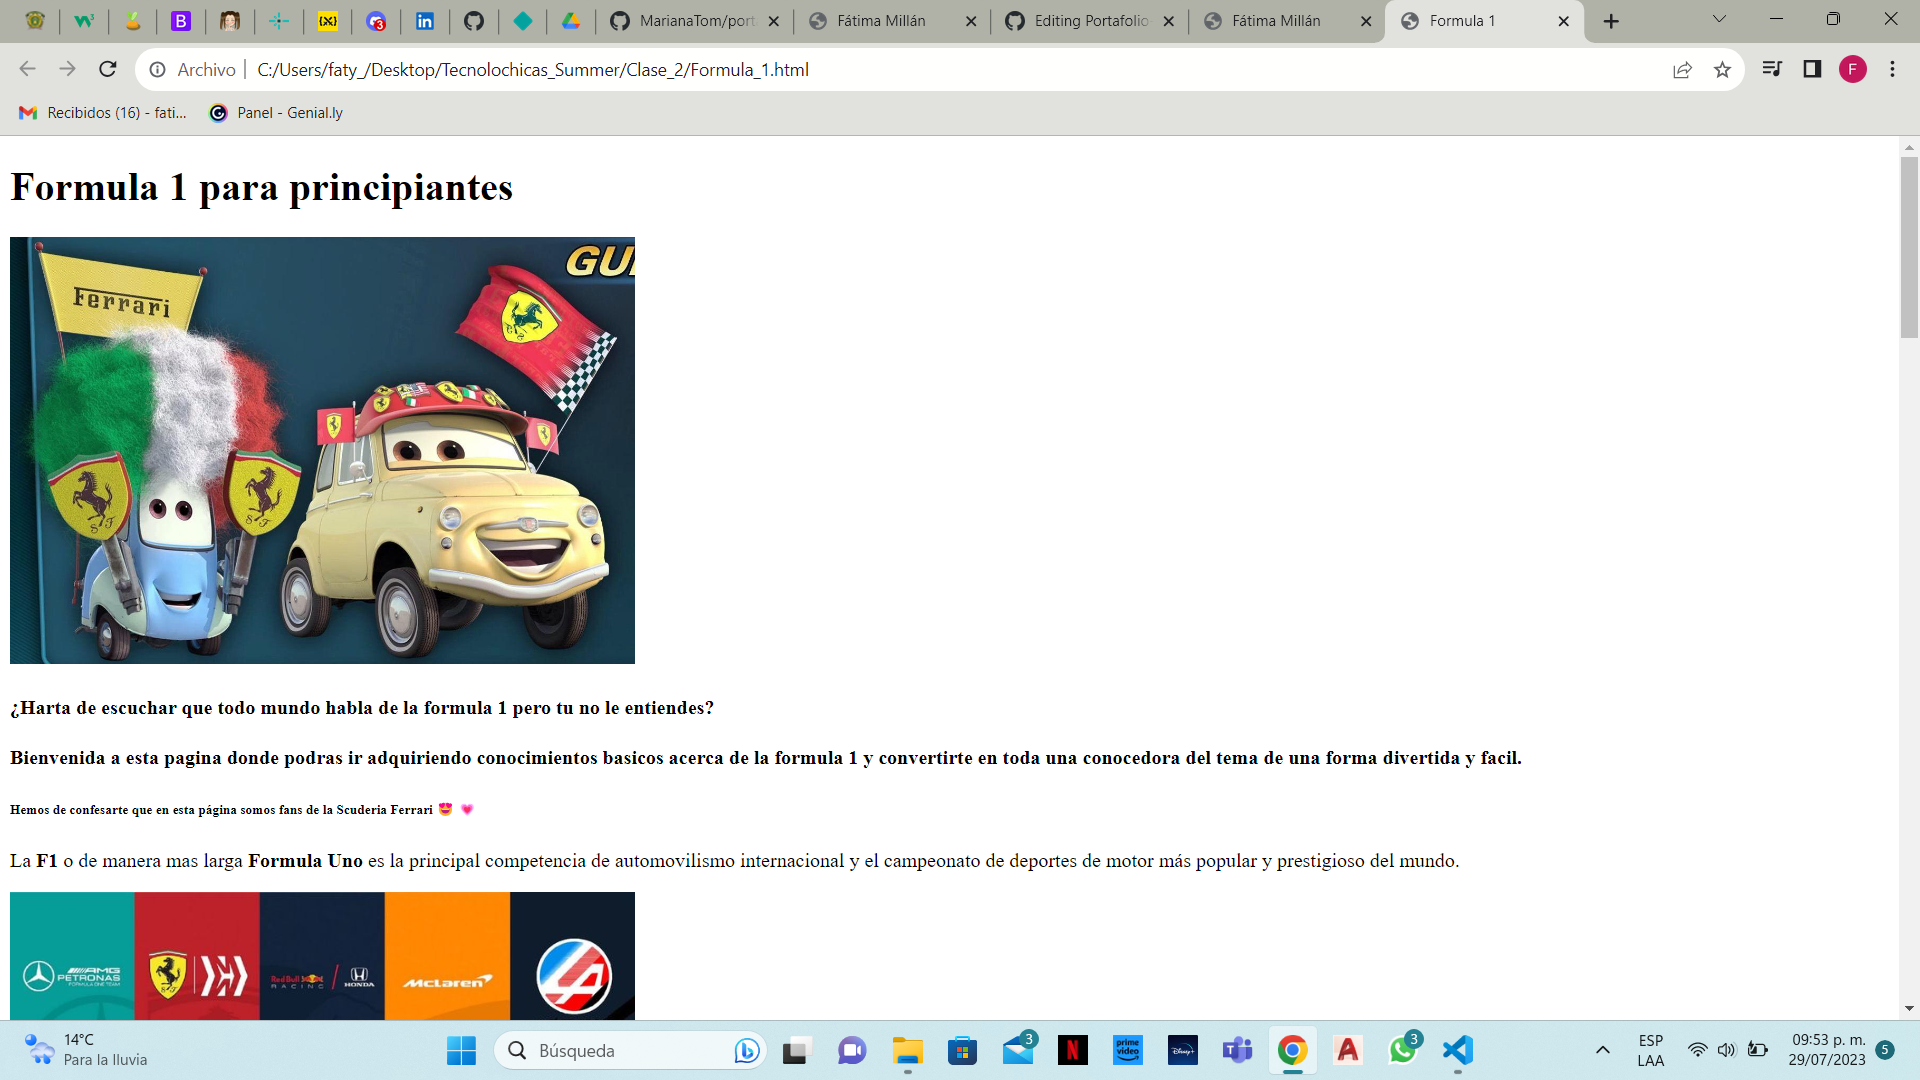 MarianaTom/port
Fátima Millán
Editing Portafolio
Fátima Millán
Formula 1
Archivo
C:/Users/faty_/Desktop/Tecnolochicas_Summer/Clase_2/Formula_1.html
F
Recibidos (16) - fati...
Panel - Genial.ly
Formula 1 para principiantes
GUI
Ferrari
S F
S F
¿Harta de escuchar que todo mundo habla de la formula 1 pero tu no le entiendes?
Bienvenida a esta pagina donde podras ir adquiriendo conocimientos basicos acerca de la formula 1 y convertirte en toda una conocedora del tema de una forma divertida y facil.
Hemos de confesarte que en esta página somos fans de la Scuderia Ferrari 😍 💗
La F1 o de manera mas larga Formula Uno es la principal competencia de automovilismo internacional y el campeonato de deportes de motor más popular y prestigioso del mundo.
AMG
PETRONAS
FORMULA ONE TEAM
Red Bull
RACING
HONDA
McLaren
14°C
Para la lluvia
Búsqueda
3
prime video
Disney+
3
ESP
LAA
09:53 p. m.
29/07/2023
5